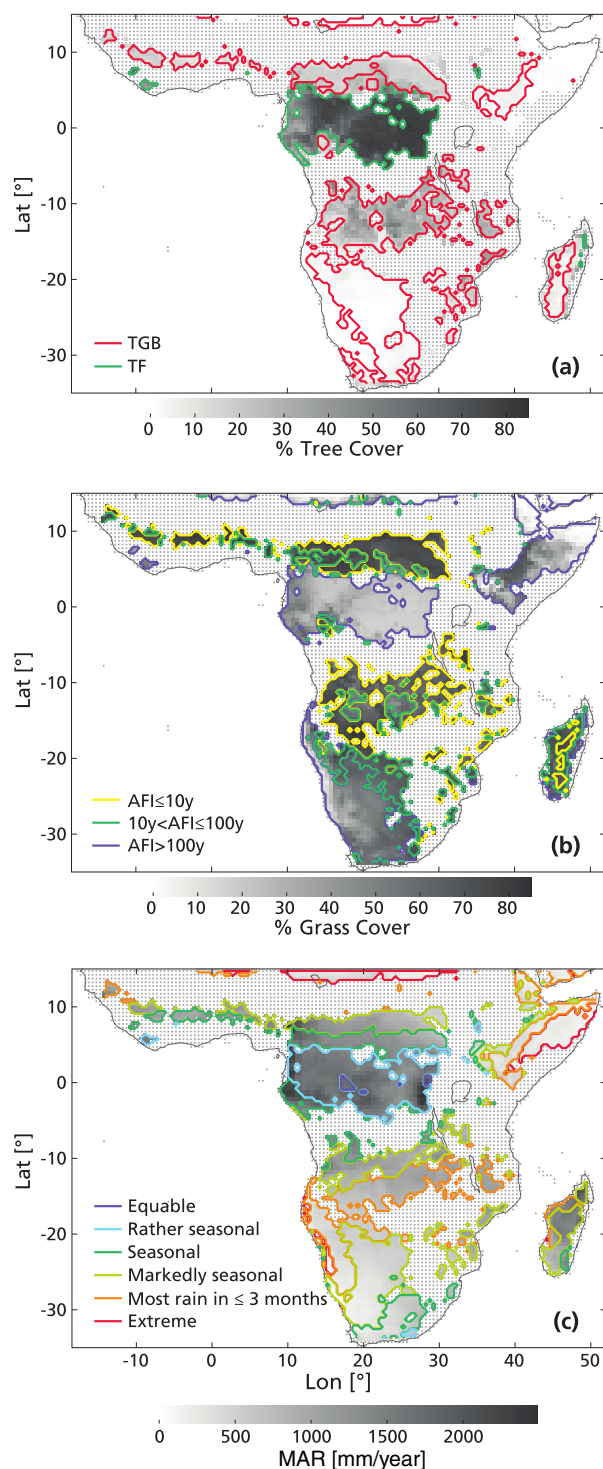 10
0
-10
-20
-30
Lat [°]
TGB
TF
(a)
0 10 20 30 40 50 60 70 80
% Tree Cover
10
0
-10
-20
-30
Lat [°]
AFI≤10y
10y<AFI≤100y
AFI>100y
(b)
0 10 20 30 40 50 60 70 80
% Grass Cover
10
0
-10
-20
-30
Lat [°]
Equable
Rather seasonal
Seasonal
Markedly seasonal
Most rain in ≤ 3 months
Extreme
(c)
-10 0 10 20 30 40 50
Lon [°]
0 500 1000 1500 2000
MAR [mm/year]